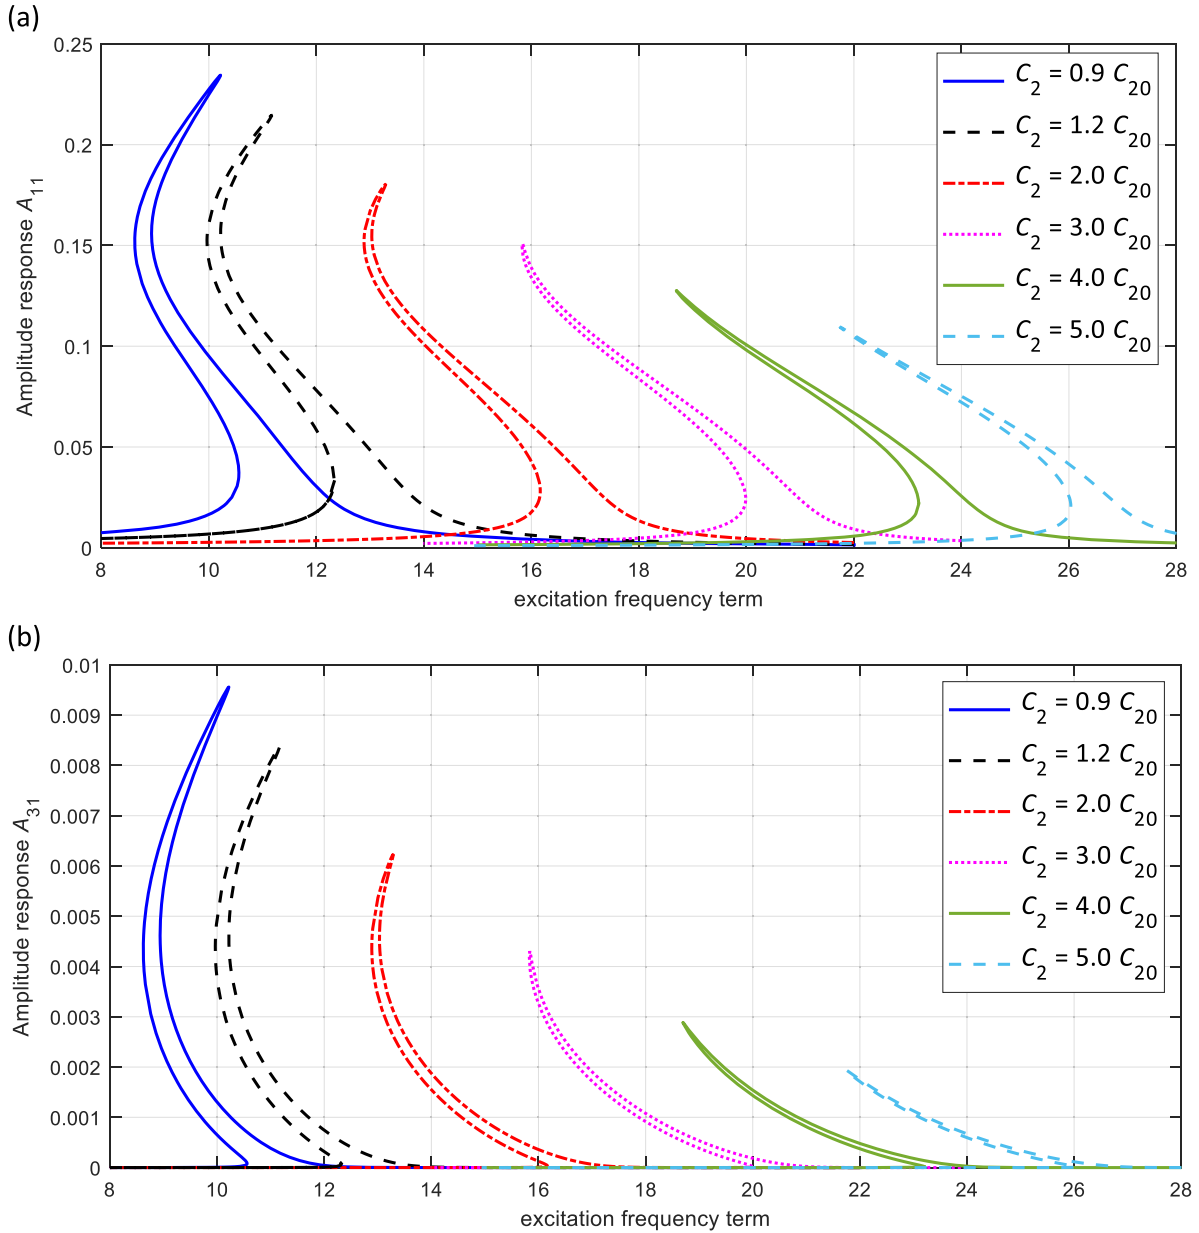 (a)
0.25
0.2
0.15
0.1
0.05
0
Amplitude response A11
C2 = 0.9 C20
C2 = 1.2 C20
C2 = 2.0 C20
C2 = 3.0 C20
C2 = 4.0 C20
C2 = 5.0 C20
8 10 12 14 16 18 20 22 24 26 28
excitation frequency term
(b)
0.01
0.009
0.008
0.007
0.006
0.005
0.004
0.003
0.002
0.001
0
Amplitude response A31
C2 = 0.9 C20
C2 = 1.2 C20
C2 = 2.0 C20
C2 = 3.0 C20
C2 = 4.0 C20
C2 = 5.0 C20
8 10 12 14 16 18 20 22 24 26 28
excitation frequency term